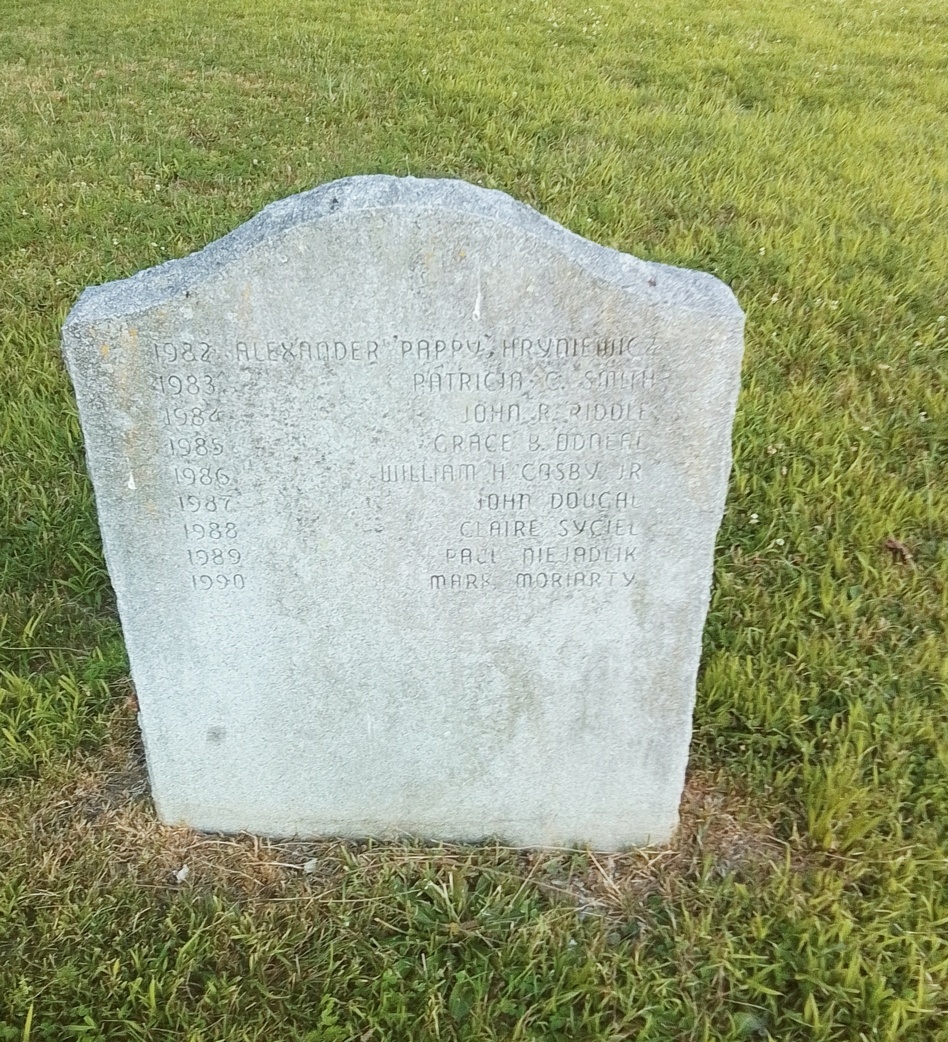 1982 ALEXANDER "PAPPY" HRYNIEWICZ
1983 PATRICIA C. SMITH
1984 JOHN R. RIDDLE
1985 GRACE B. ODNEAL
1986 WILLIAM H. CASBY JR
1987 JOHN DOUGAL
1988 CLAIRE SYGIEL
1989 PAUL NIEJADLIK
1990 MARK MORIARTY